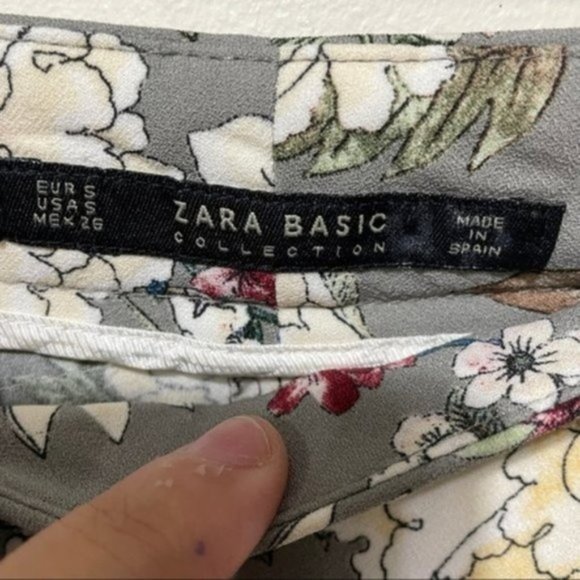 EUR S
USA S
MEX 26
ZARA BASIC
COLLECTION
MADE
IN
SPAIN